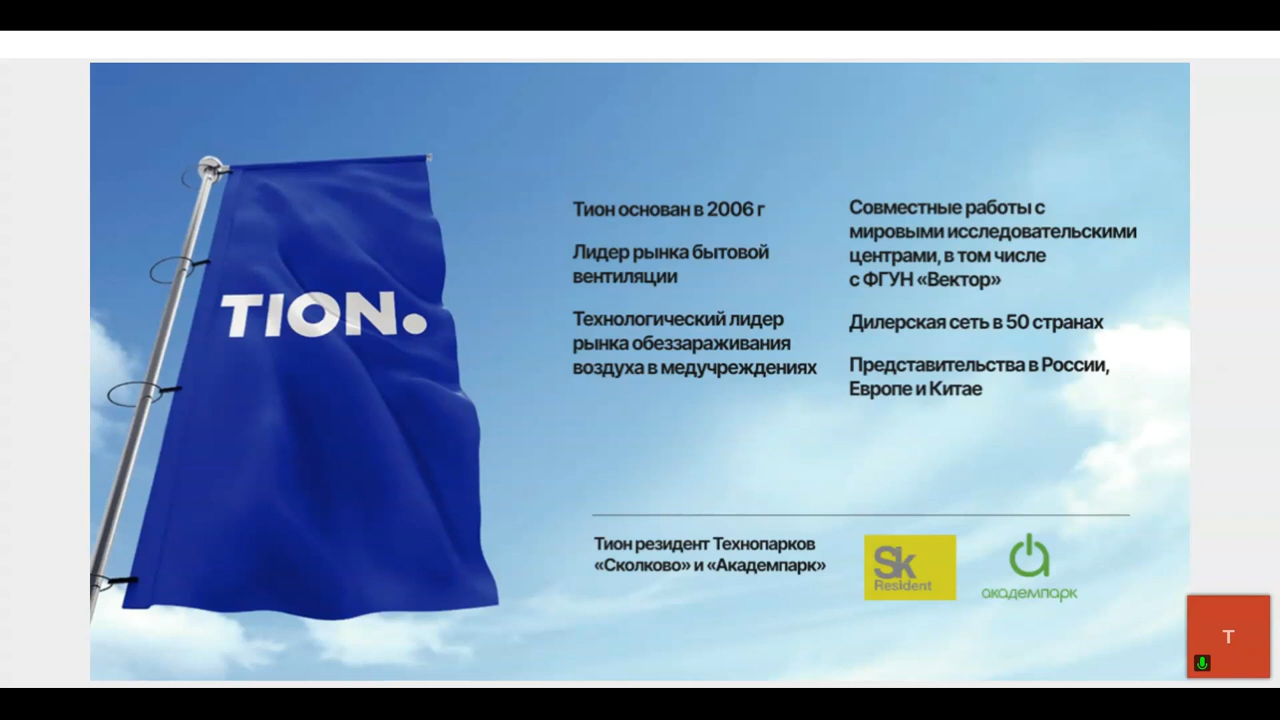 TION.
Тион основан в 2006 г
Лидер рынка бытовой
вентиляции
Технологический лидер
рынка обеззараживания
воздуха в медучреждениях
Совместные работы с
мировыми исследовательскими
центрами, в том числе
с ФГУН «Вектор»
Дилерская сеть в 50 странах
Представительства в России,
Европе и Китае
Тион резидент Технопарков
«Сколково» и «Академпарк»
Sk
Resident
академпарк
T